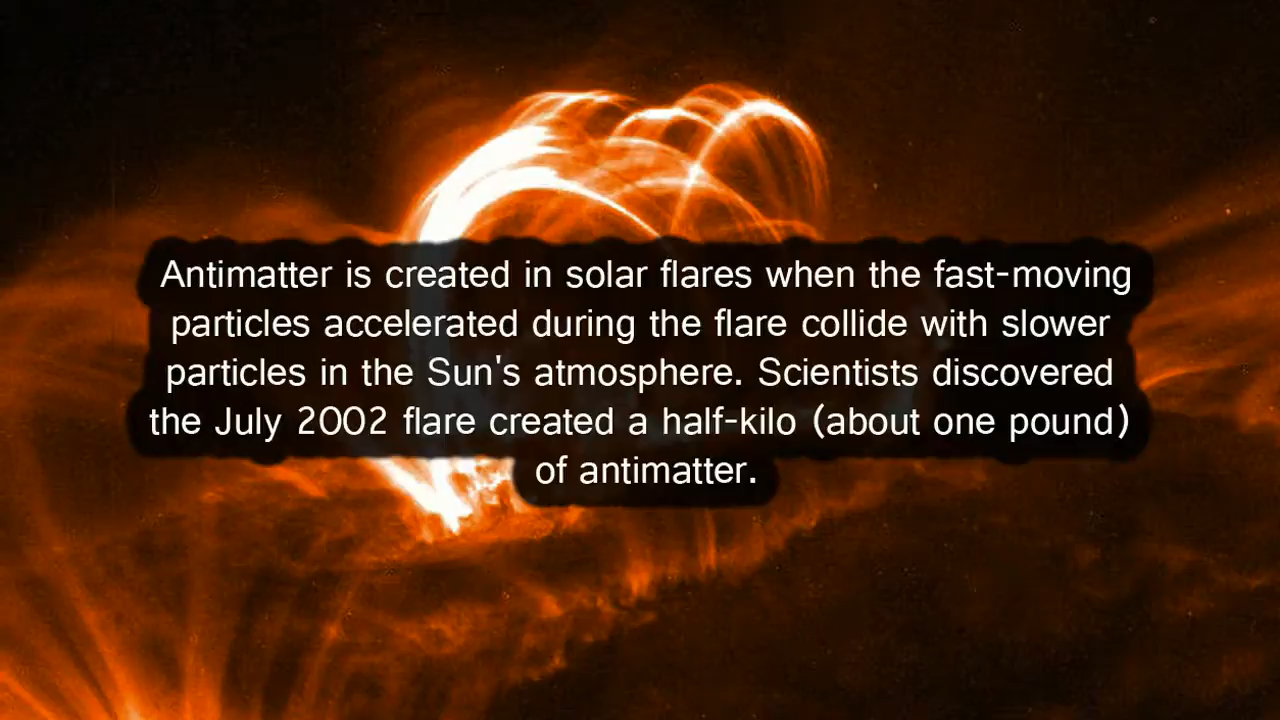 Antimatter is created in solar flares when the fast-moving
particles accelerated during the flare collide with slower
particles in the Sun's atmosphere. Scientists discovered
the July 2002 flare created a half-kilo (about one pound)
of antimatter.